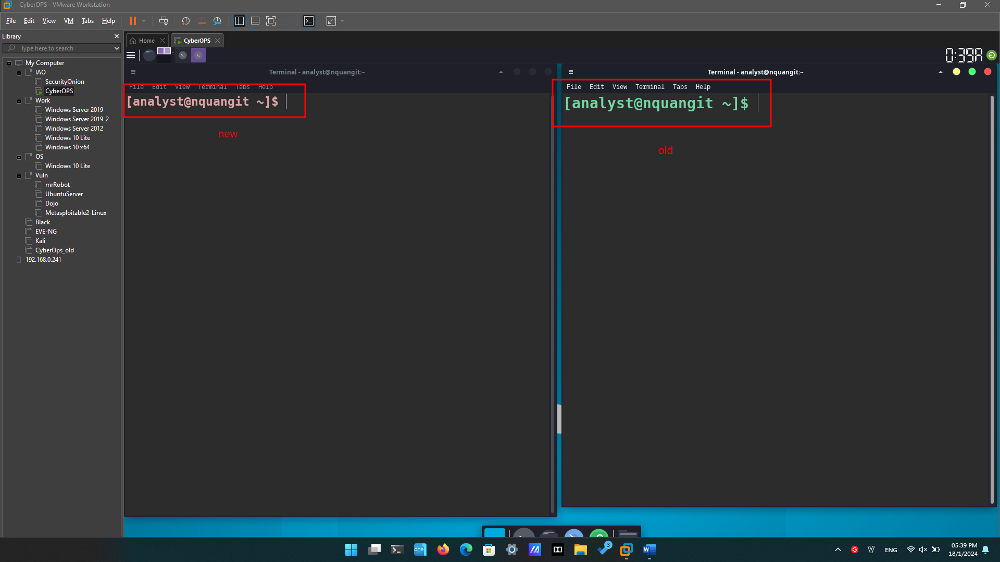 CyberOPS - VMware Workstation
File Edit View VM Tabs Help
Library
Type here to search
My Computer
IAO
SecurityOnion
CyberOPS
Work
Windows Server 2019
Windows Server 2019_2
Windows Server 2012
Windows 10 Lite
Windows 10 x64
OS
Windows 10 Lite
Vuln
mrRobot
UbuntuServer
Dojo
Metasploitable2-Linux
Black
EVE-NG
Kali
CyberOps_old
192.168.0.241
Home CyberOPS
0:39A
Terminal - analyst@nquangit:~
File Edit View Terminal Tabs Help
[analyst@nquangit ~]$
new
Terminal - analyst@nquangit:~
File Edit View Terminal Tabs Help
[analyst@nquangit ~]$
old
one
3
W
G
V
ENG
05:39 PM
18/1/2024